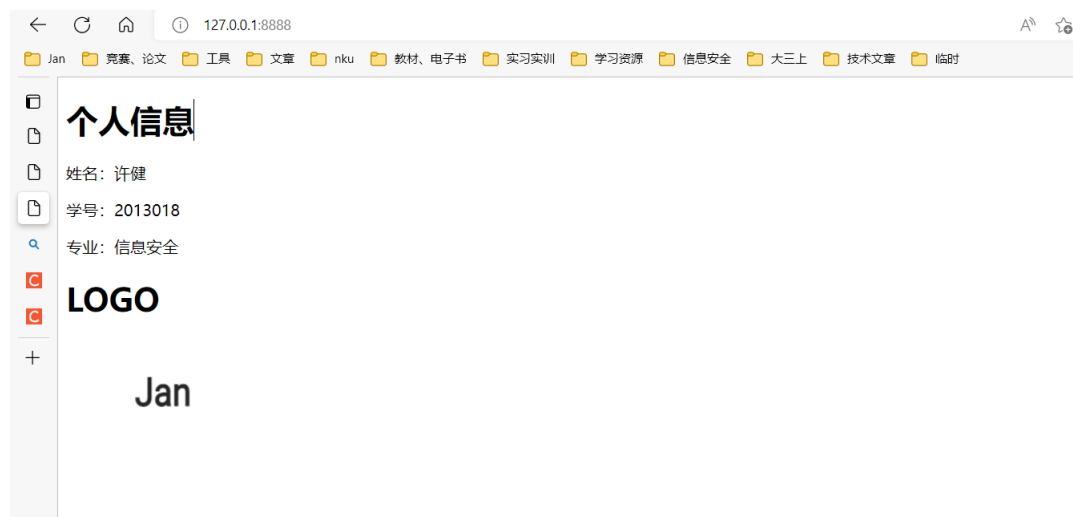 127.0.0.1:8888
Jan 竞赛、论文 工具 文章 nku 教材、电子书 实习实训 学习资源 信息安全 大三上 技术文章 临时
个人信息
姓名：许健
学号：2013018
专业：信息安全
LOGO
Jan